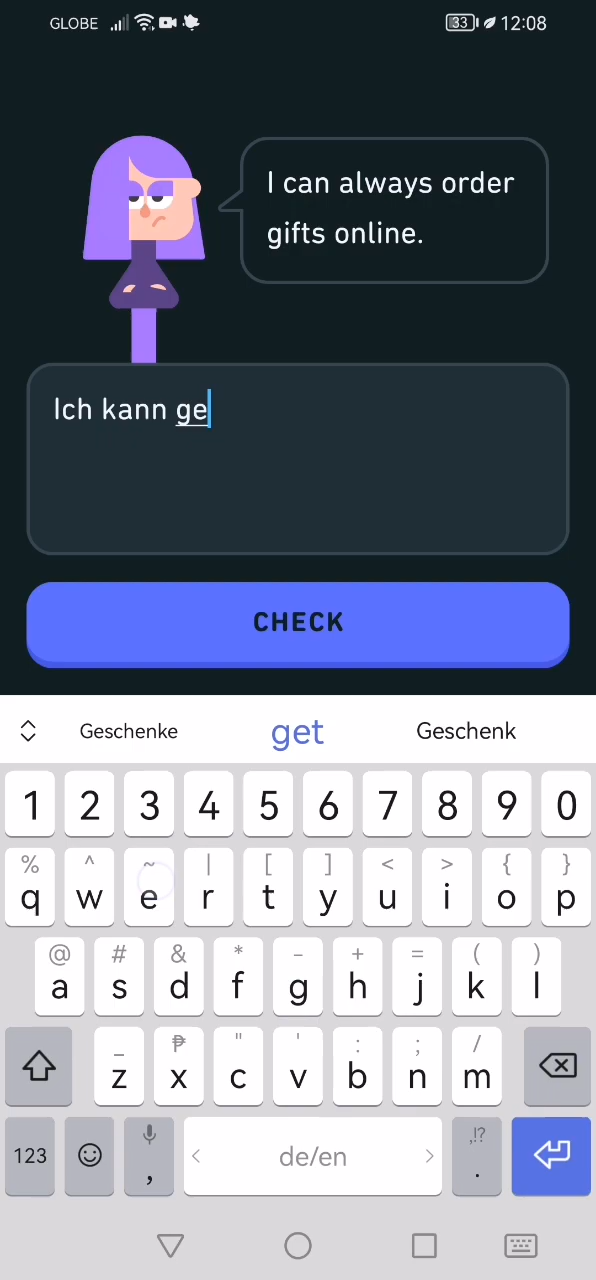 GLOBE 33 12:08
I can always order
gifts online.
Ich kann ge
CHECK
Geschenke get Geschenk
1 2 3 4 5 6 7 8 9 0
% ^ ~ | [ ] < > { }
q w e r t y u i o p
@ # & * - + = ( )
a s d f g h j k l
_ ₱ " ' : ; /
z x c v b n m
,!?
123 , < de/en > .